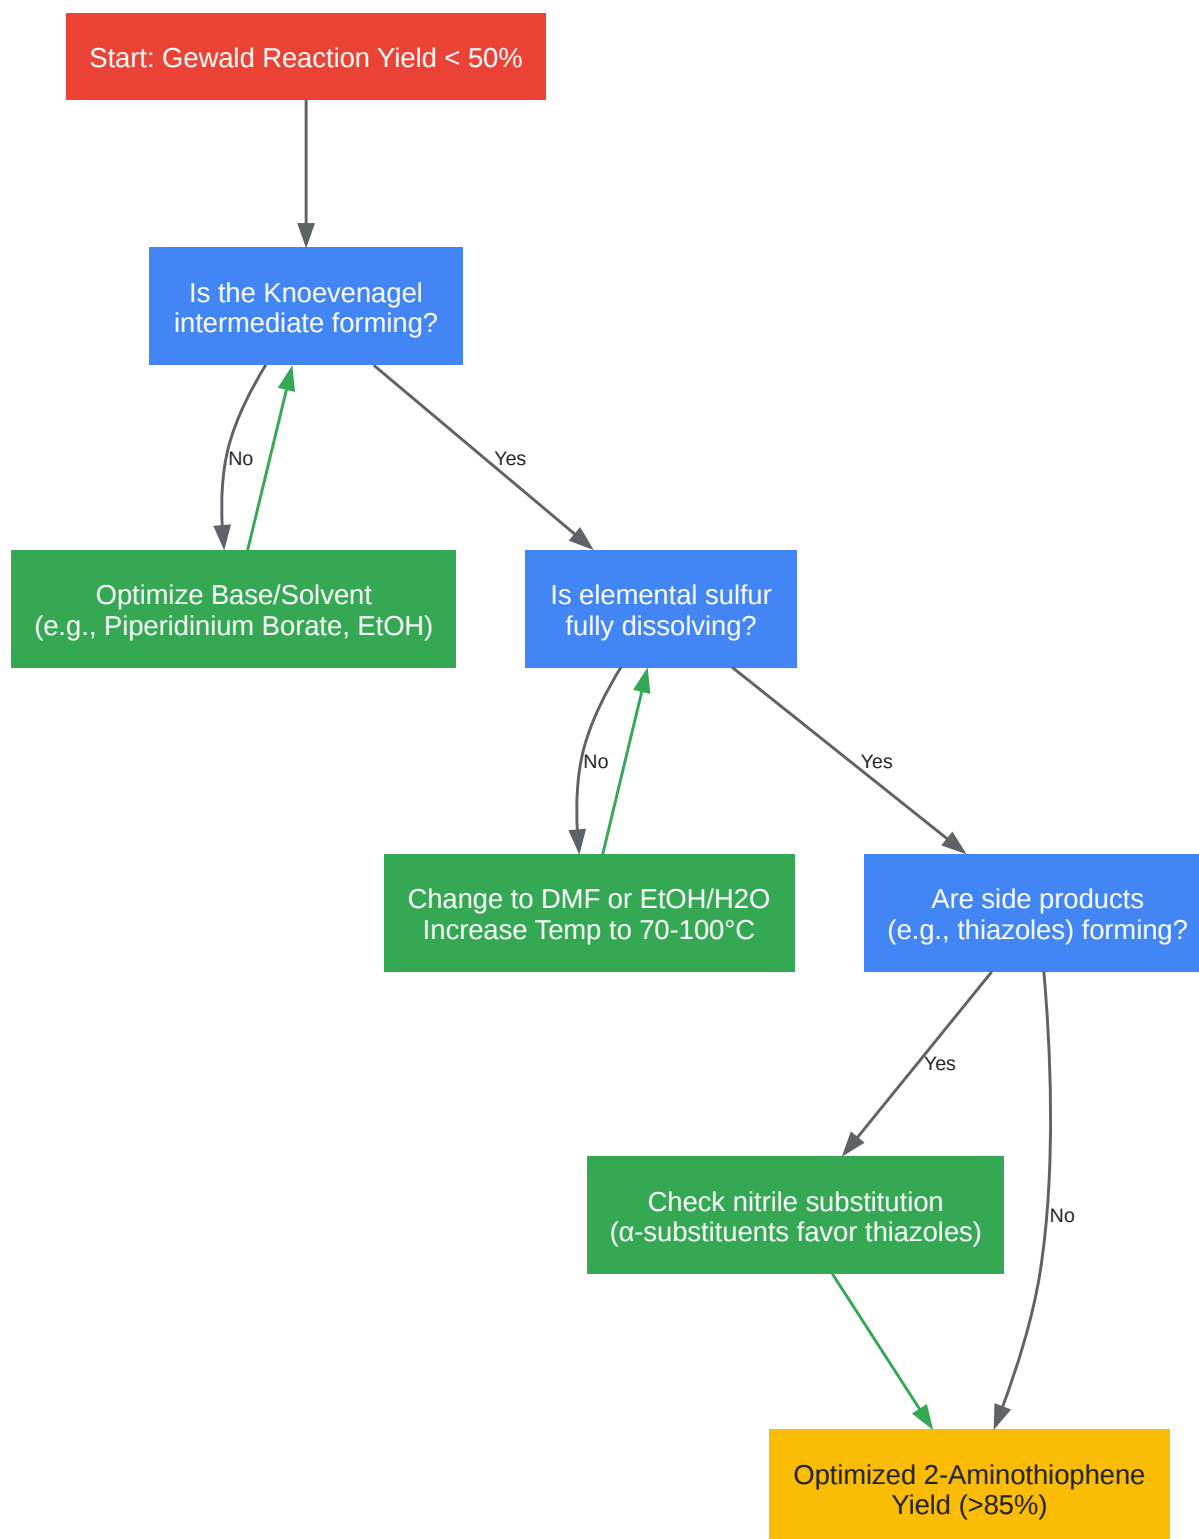 Start: Gewald Reaction Yield < 50%
Is the Knoevenagel
intermediate forming?
No
Yes
Optimize Base/Solvent
(e.g., Piperidinium Borate, EtOH)
Is elemental sulfur
fully dissolving?
No
Yes
Change to DMF or EtOH/H2O
Increase Temp to 70-100°C
Are side products
(e.g., thiazoles) forming?
Yes
Check nitrile substitution
(α-substituents favor thiazoles)
No
Optimized 2-Aminothiophene
Yield (>85%)